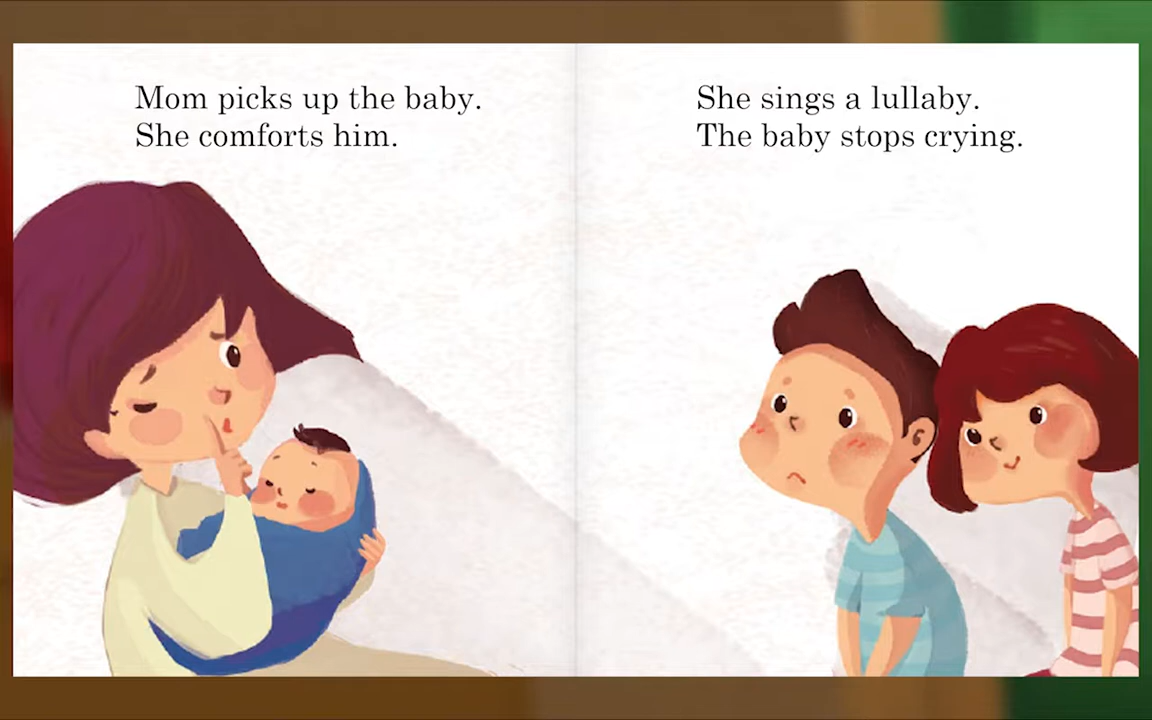 Mom picks up the baby.
She comforts him.
She sings a lullaby.
The baby stops crying.